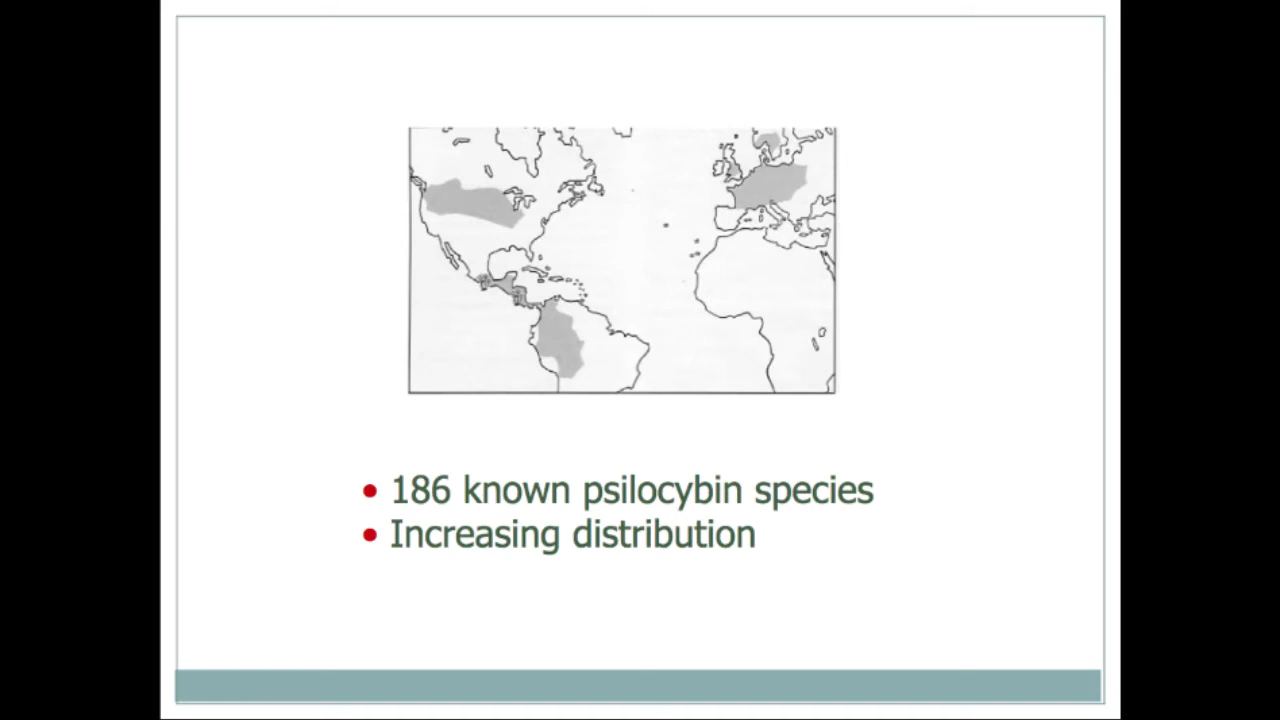 • 186 known psilocybin species
• Increasing distribution